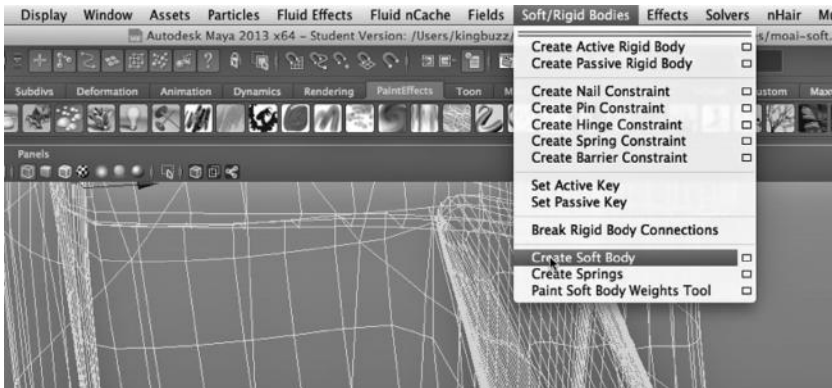 Display Window Assets Particles Fluid Effects Fluid nCache Fields Soft/Rigid Bodies Effects Solvers nHair
Autodesk Maya 2013 x64 - Student Version: /Users/kingbuzz/
s/moai-soft.
Subdivs Deformation Animation Dynamics Rendering PaintEffects Toon
ustom
Panels
Create Active Rigid Body
Create Passive Rigid Body
Create Nail Constraint
Create Pin Constraint
Create Hinge Constraint
Create Spring Constraint
Create Barrier Constraint
Set Active Key
Set Passive Key
Break Rigid Body Connections
Create Soft Body
Create Springs
Paint Soft Body Weights Tool